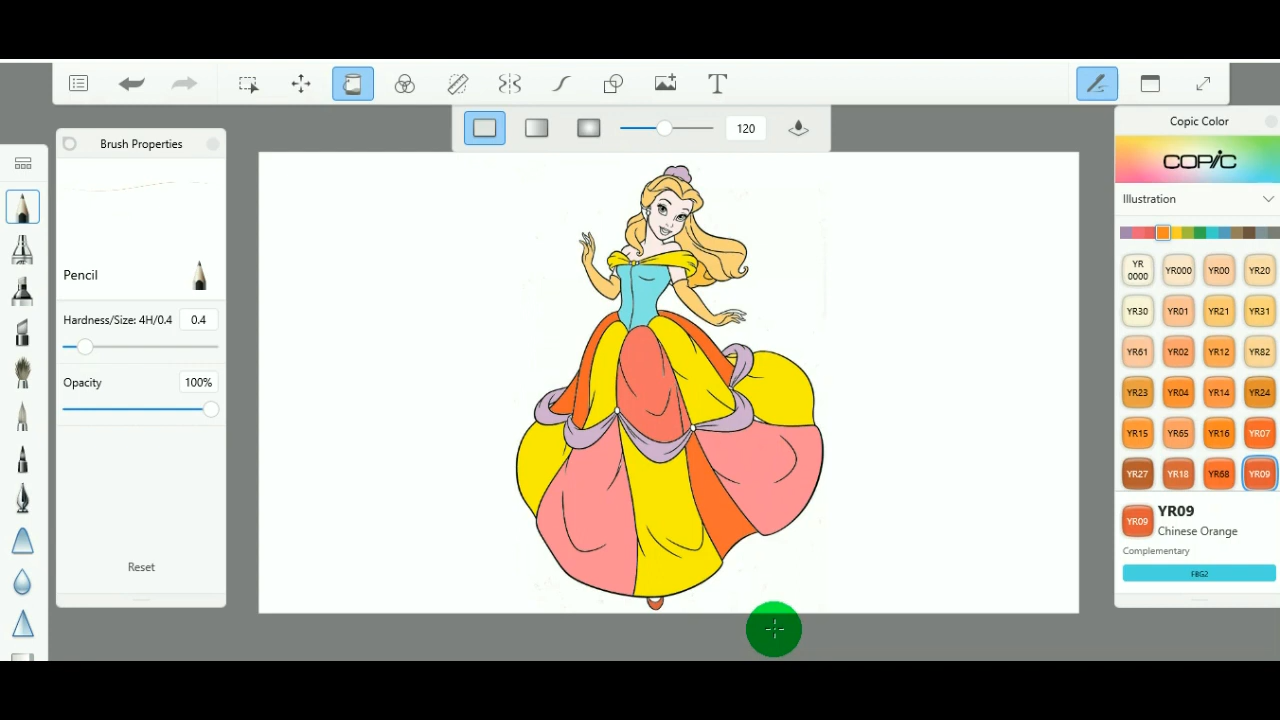 T
120
Brush Properties
Pencil
Hardness/Size: 4H/0.4 0.4
Opacity 100%
Reset
Copic Color
COPIC
Illustration
YR 0000 YR000 YR00 YR20
YR30 YR01 YR21 YR31
YR61 YR02 YR12 YR82
YR23 YR04 YR14 YR24
YR15 YR65 YR16 YR07
YR27 YR18 YR68 YR09
YR09 YR09
Chinese Orange
Complementary
FBG2